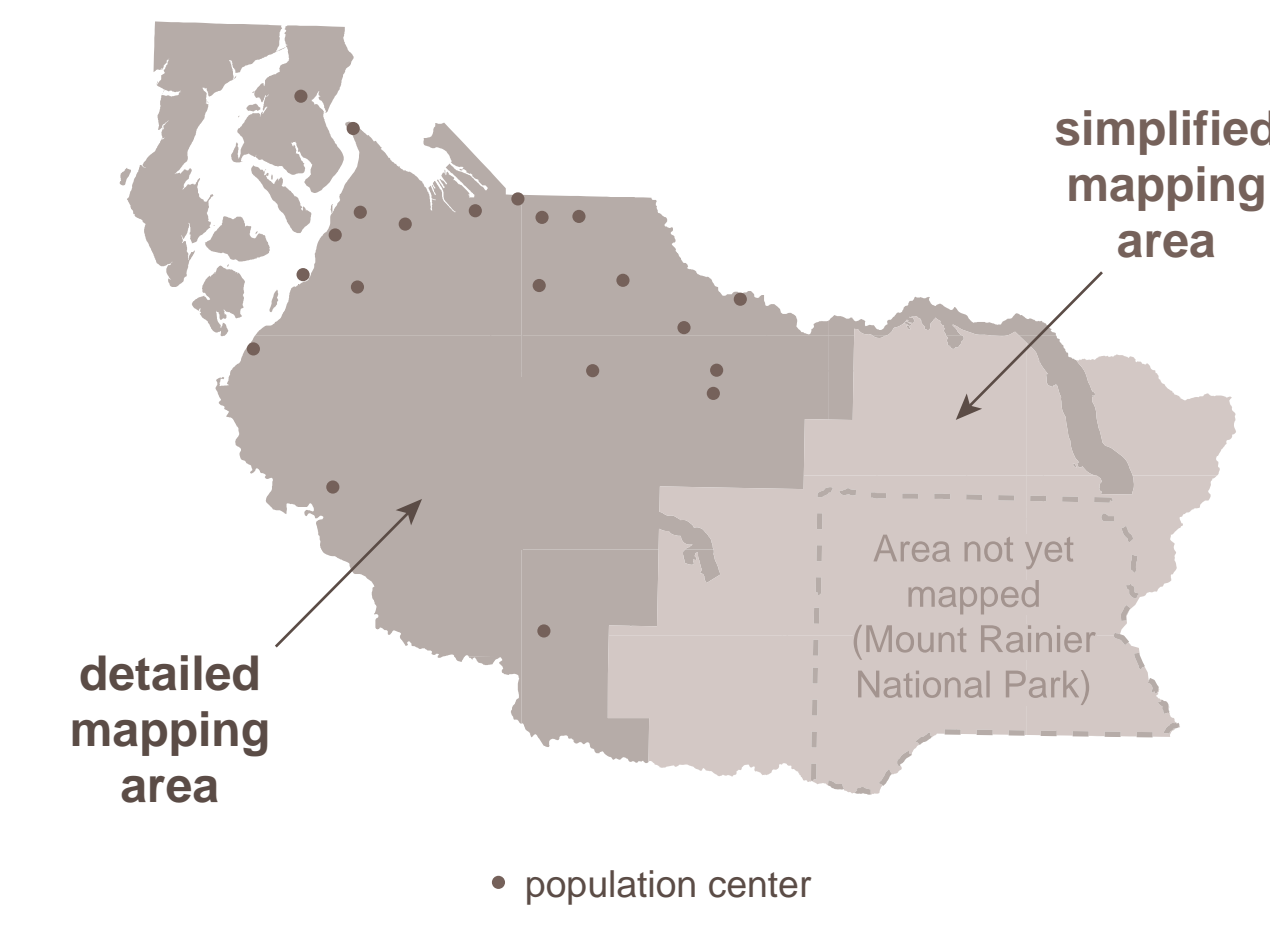 simplified
mapping
area
Area not yet
mapped
(Mount Rainier
National Park)
detailed
mapping
area
population center